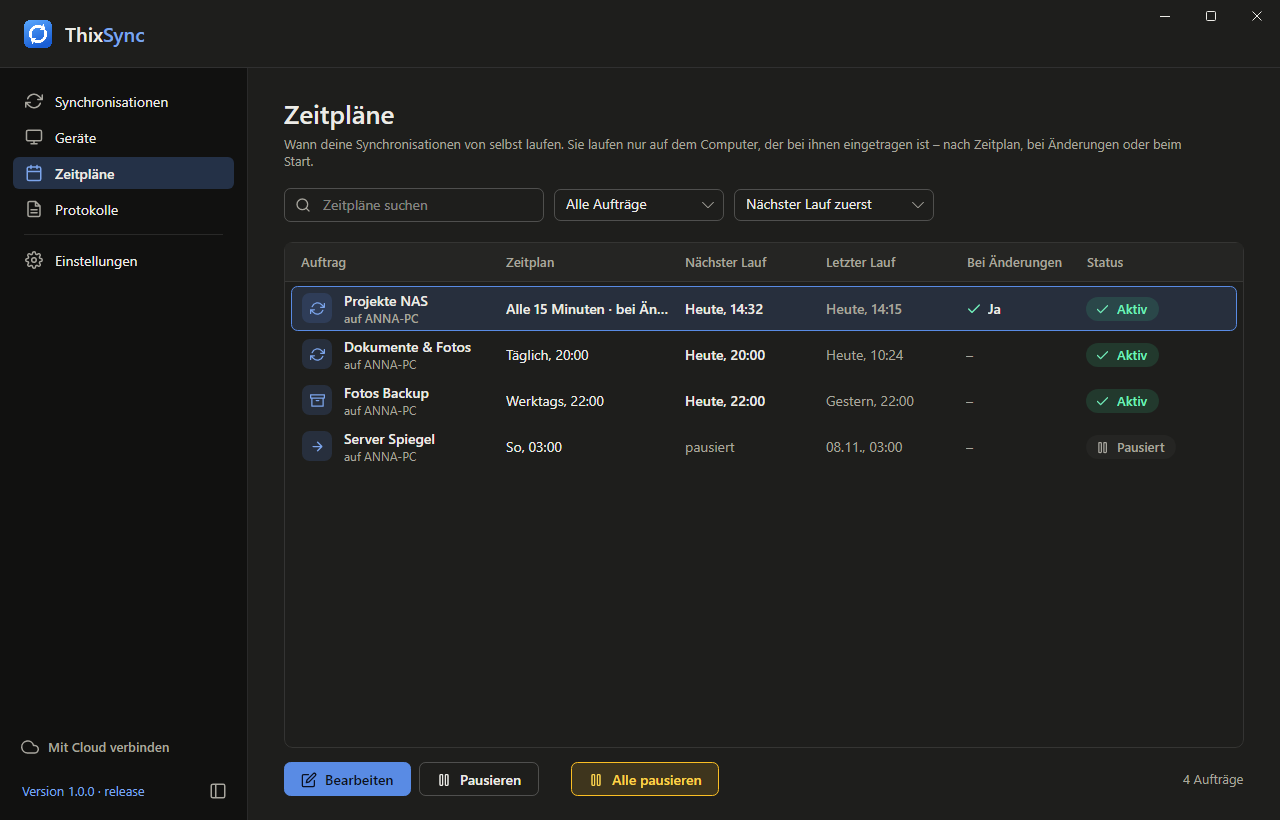 ThixSync
Synchronisationen
Geräte
Zeitpläne
Protokolle
Einstellungen
Mit Cloud verbinden
Version 1.0.0 · release
Zeitpläne
Wann deine Synchronisationen von selbst laufen. Sie laufen nur auf dem Computer, der bei ihnen eingetragen ist – nach Zeitplan, bei Änderungen oder beim
Start.
Zeitpläne suchen
Alle Aufträge
Nächster Lauf zuerst
Auftrag Zeitplan Nächster Lauf Letzter Lauf Bei Änderungen Status
Projekte NAS
auf ANNA-PC
Alle 15 Minuten · bei Än... Heute, 14:32 Heute, 14:15 Ja Aktiv
Dokumente & Fotos
auf ANNA-PC
Täglich, 20:00 Heute, 20:00 Heute, 10:24 – Aktiv
Fotos Backup
auf ANNA-PC
Werktags, 22:00 Heute, 22:00 Gestern, 22:00 – Aktiv
Server Spiegel
auf ANNA-PC
So, 03:00 pausiert 08.11., 03:00 – Pausiert
Bearbeiten
Pausieren
Alle pausieren
4 Aufträge